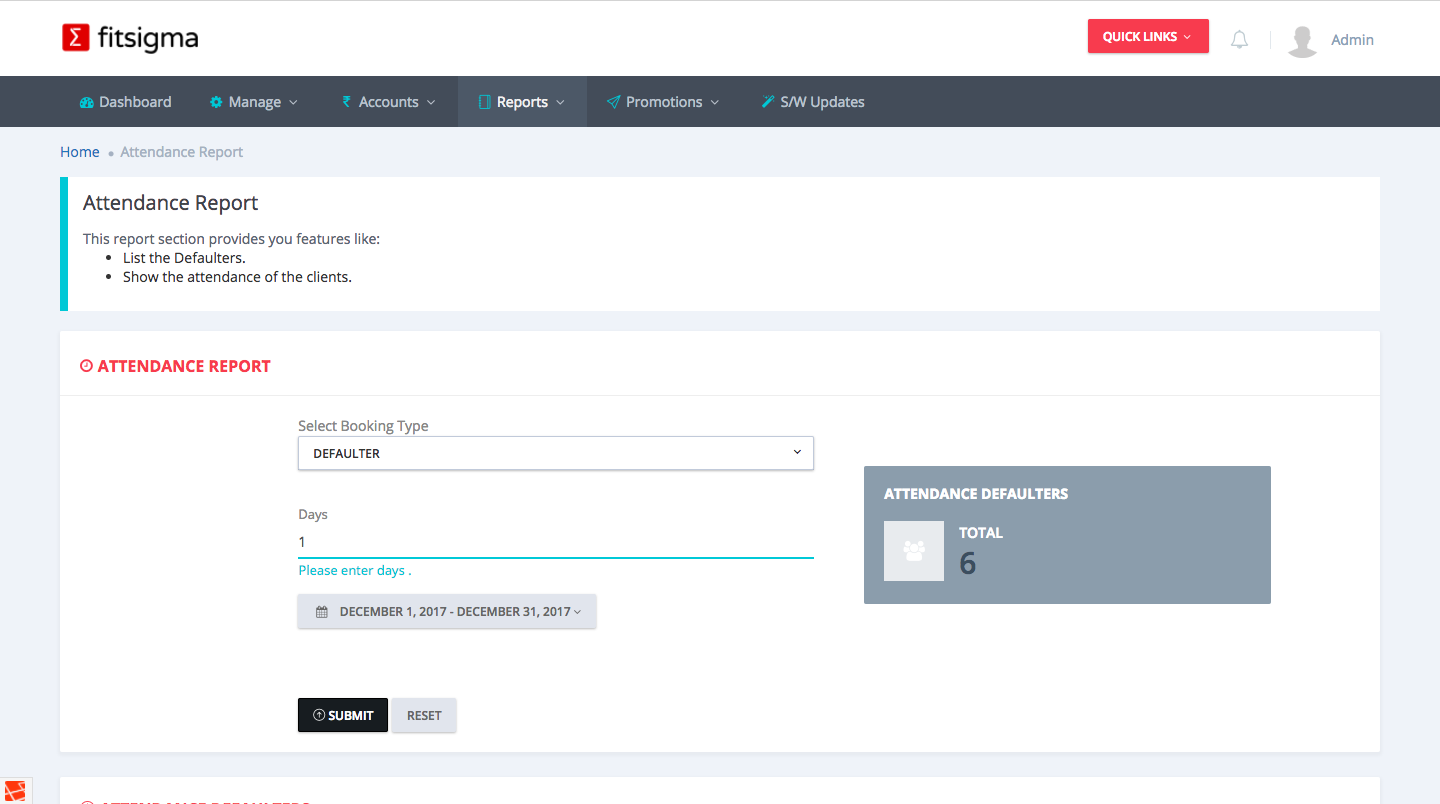 Σ fitsigma
QUICK LINKS
Admin
Dashboard
Manage
₹ Accounts
Reports
Promotions
S/W Updates
Home • Attendance Report
Attendance Report
This report section provides you features like:
• List the Defaulters.
• Show the attendance of the clients.
ATTENDANCE REPORT
Select Booking Type
DEFAULTER
Days
1
Please enter days .
DECEMBER 1, 2017 - DECEMBER 31, 2017
ATTENDANCE DEFAULTERS
TOTAL
6
SUBMIT
RESET
ATTENDANCE DEFAULTERS